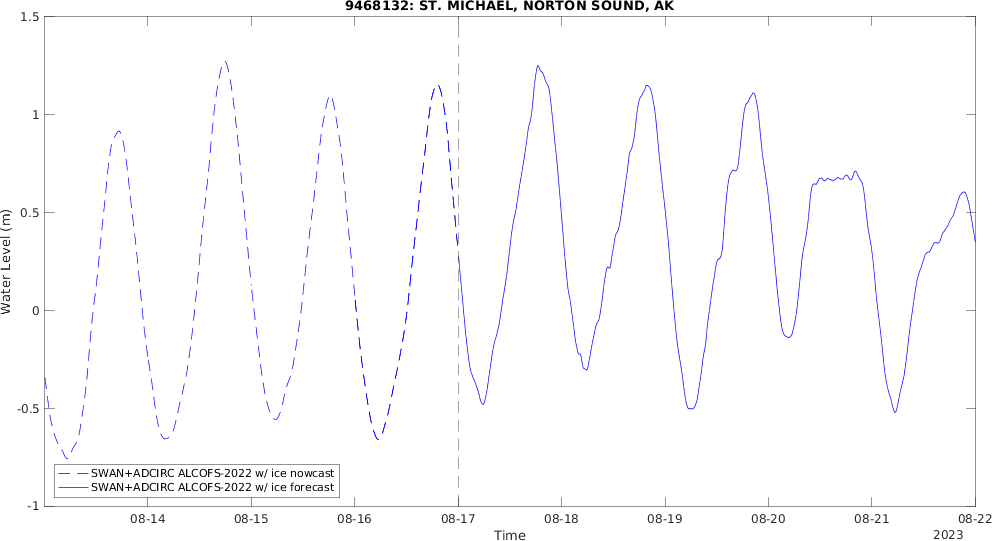 9468132: ST. MICHAEL, NORTON SOUND, AK
1.5
1
0.5
0
-0.5
-1
Water Level (m)
SWAN+ADCIRC ALCOFS-2022 w/ ice nowcast
SWAN+ADCIRC ALCOFS-2022 w/ ice forecast
08-14 08-15 08-16 08-17 08-18 08-19 08-20 08-21 08-22
Time
2023